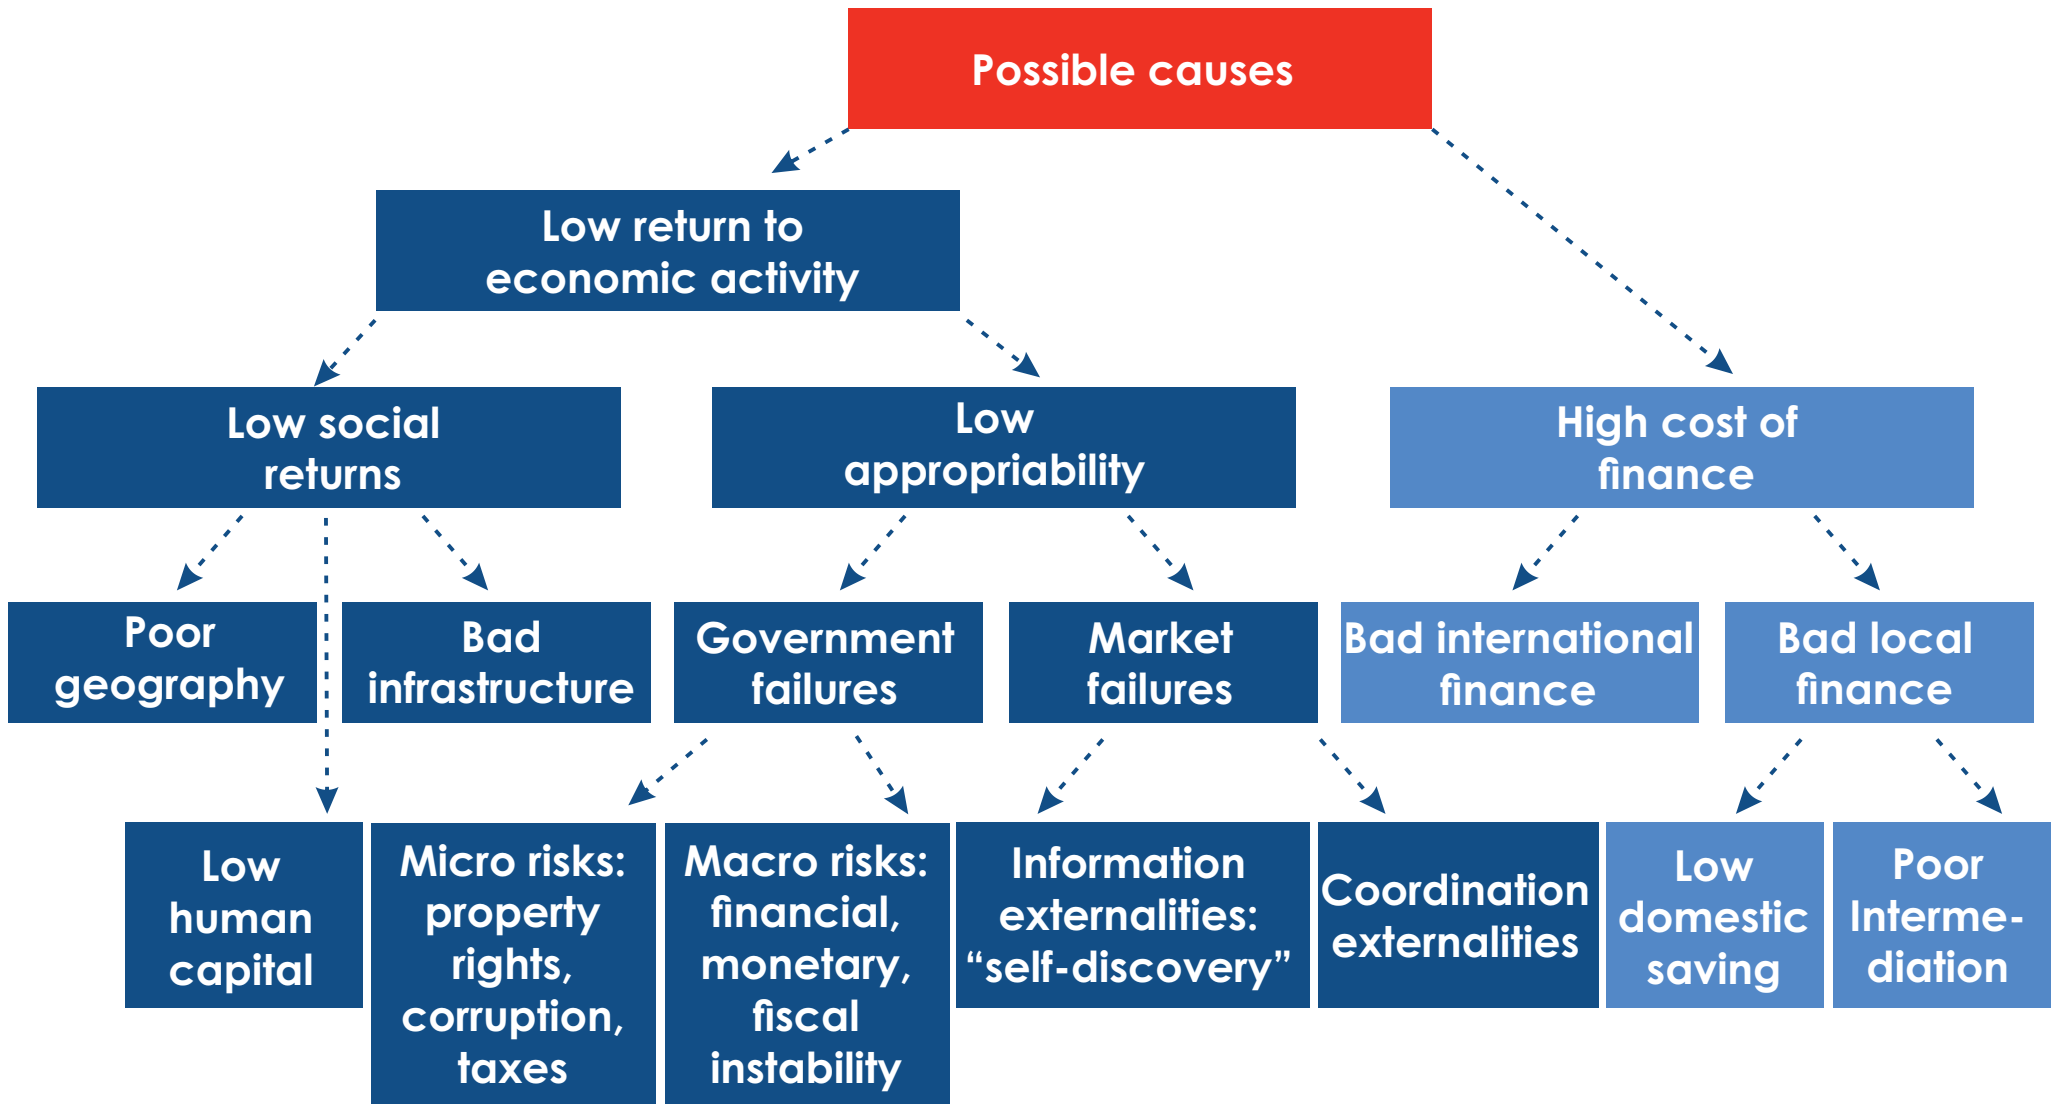 Possible causes
Low return to
economic activity
Low social
returns
Low
appropriability
High cost of
finance
Poor
geography
Bad
infrastructure
Government
failures
Market
failures
Bad international
finance
Bad local
finance
Low
human
capital
Micro risks:
property
rights,
corruption,
taxes
Macro risks:
financial,
monetary,
fiscal
instability
Information
externalities:
“self-discovery”
Coordination
externalities
Low
domestic
saving
Poor
Interme-
diation